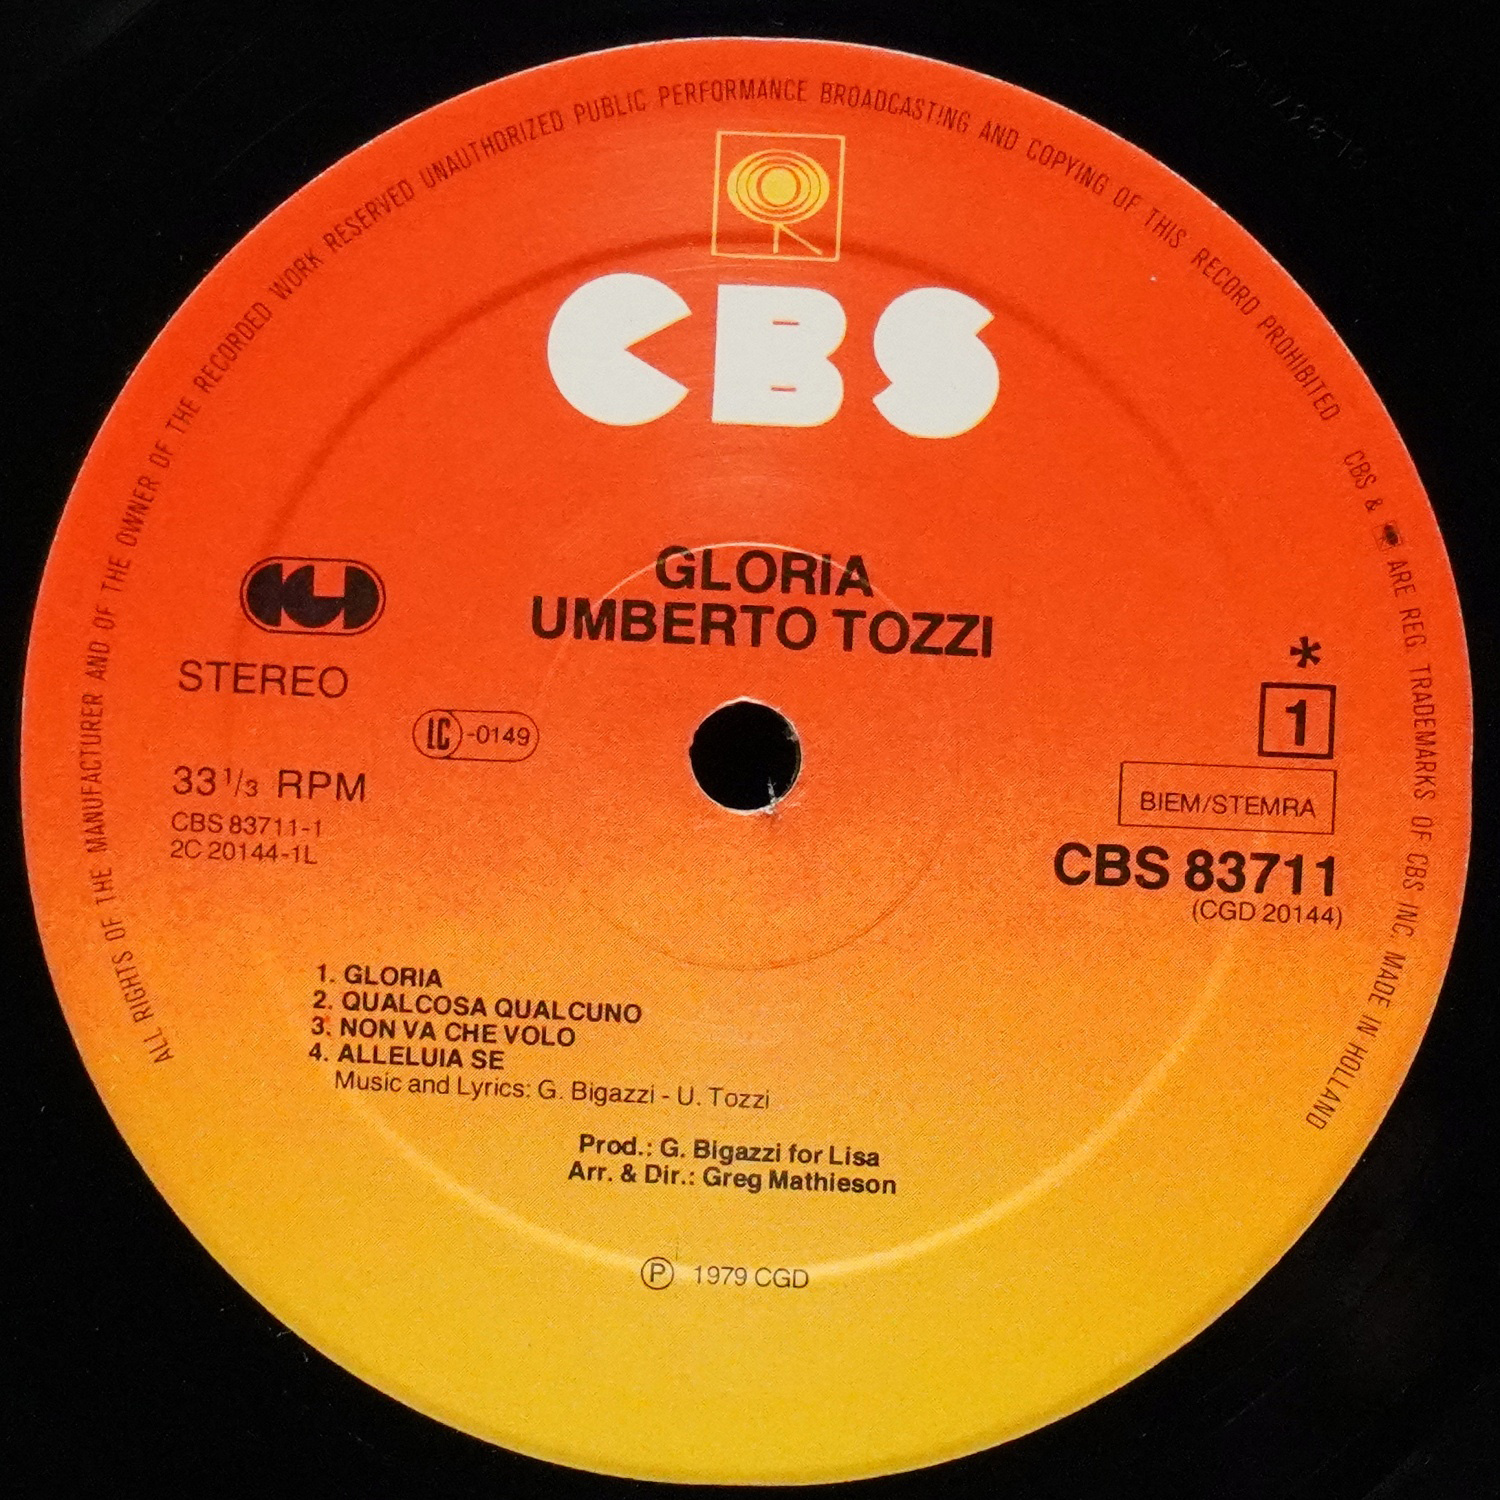 ALL RIGHTS OF THE MANUFACTURER AND OF THE OWNER OF THE RECORDED WORK RESERVED UNAUTHORIZED PUBLIC PERFORMANCE BROADCASTING AND COPYING OF THIS RECORD PROHIBITED CBS & ARE REG. TRADEMARKS OF CBS INC. MADE IN HOLLAND
CBS
GLORIA
UMBERTO TOZZI
STEREO
LC-0149
33 1/3 RPM
CBS 83711-1
2C 20144-1L
*
1
BIEM/STEMRA
CBS 83711
(CGD 20144)
1. GLORIA
2. QUALCOSA QUALCUNO
3. NON VA CHE VOLO
4. ALLELUIA SE
Music and Lyrics: G. Bigazzi - U. Tozzi
Prod.: G. Bigazzi for Lisa
Arr. & Dir.: Greg Mathieson
℗ 1979 CGD